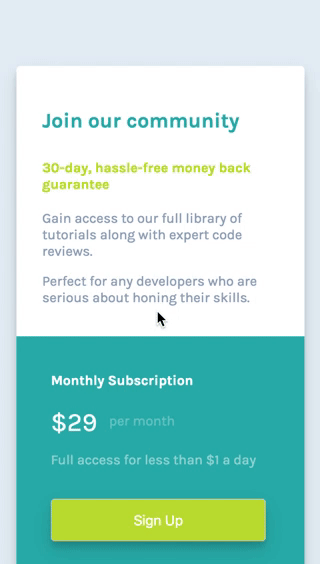 Join our community
30-day, hassle-free money back
guarantee
Gain access to our full library of
tutorials along with expert code
reviews.
Perfect for any developers who are
serious about honing their skills.
Monthly Subscription
$29 per month
Full access for less than $1 a day
Sign Up